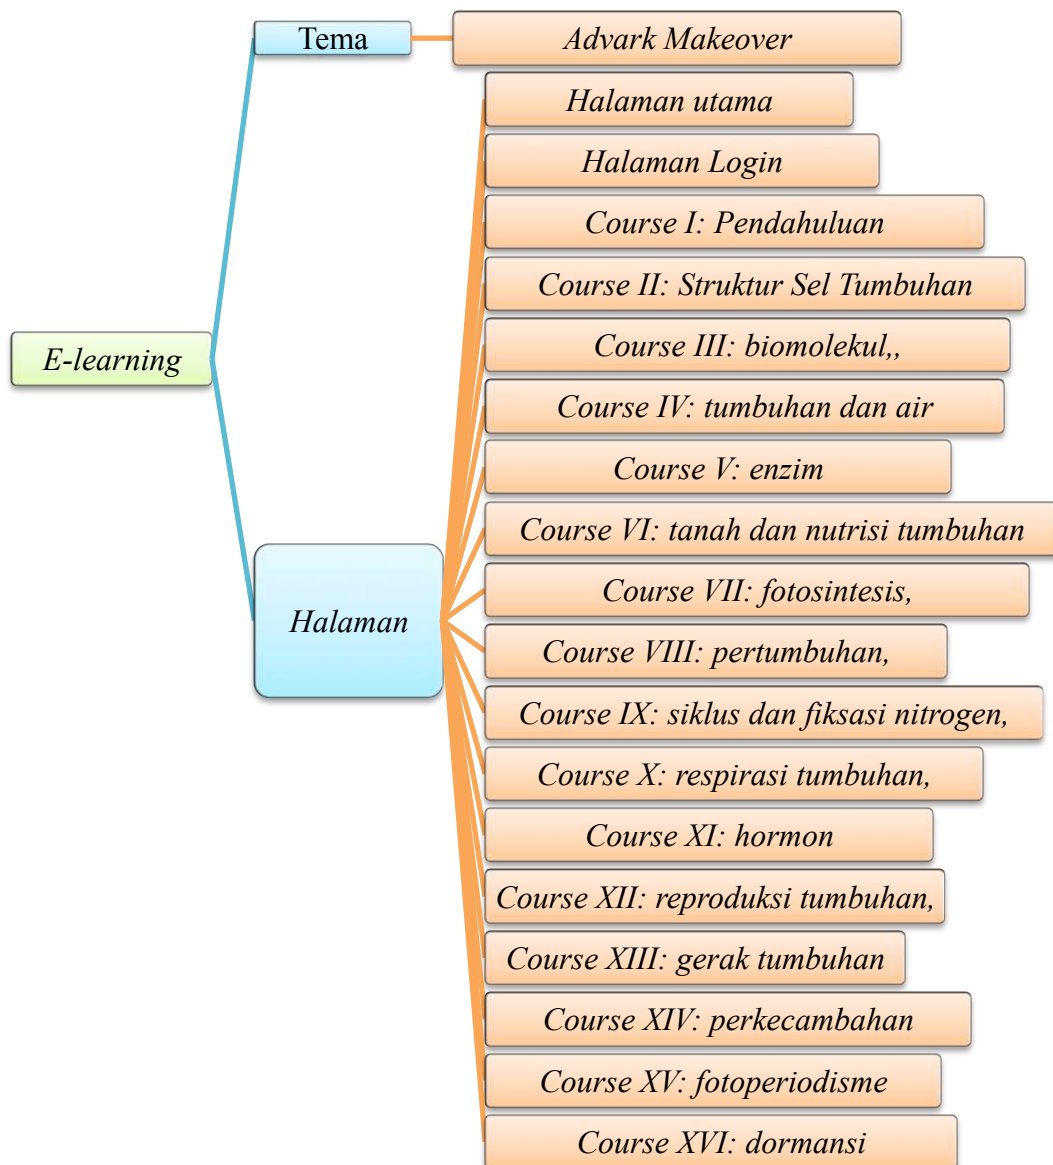 Tema
Advark Makeover
Halaman utama
Halaman Login
Course I: Pendahuluan
Course II: Struktur Sel Tumbuhan
E-learning
Course III: biomolekul,,
Course IV: tumbuhan dan air
Course V: enzim
Course VI: tanah dan nutrisi tumbuhan
Course VII: fotosintesis,
Halaman
Course VIII: pertumbuhan,
Course IX: siklus dan fiksasi nitrogen,
Course X: respirasi tumbuhan,
Course XI: hormon
Course XII: reproduksi tumbuhan,
Course XIII: gerak tumbuhan
Course XIV: perkecambahan
Course XV: fotoperiodisme
Course XVI: dormansi